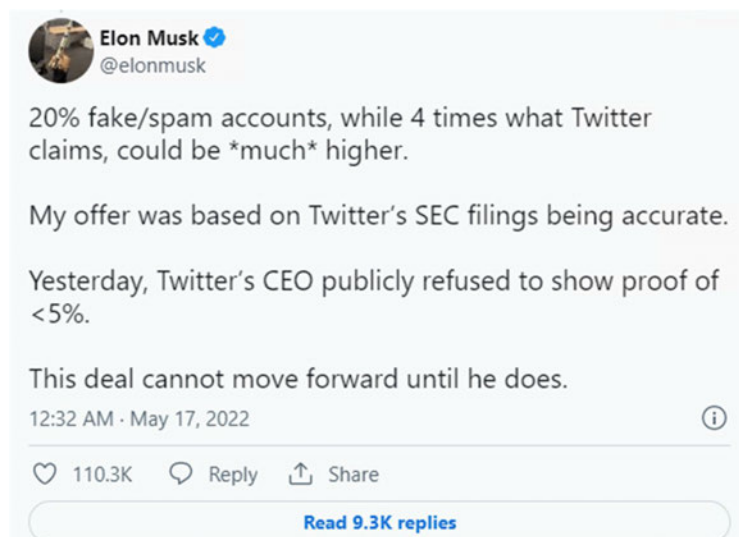 Elon Musk
@elonmusk
20% fake/spam accounts, while 4 times what Twitter
claims, could be *much* higher.
My offer was based on Twitter's SEC filings being accurate.
Yesterday, Twitter's CEO publicly refused to show proof of
<5%.
This deal cannot move forward until he does.
12:32 AM · May 17, 2022
110.3K Reply Share
Read 9.3K replies